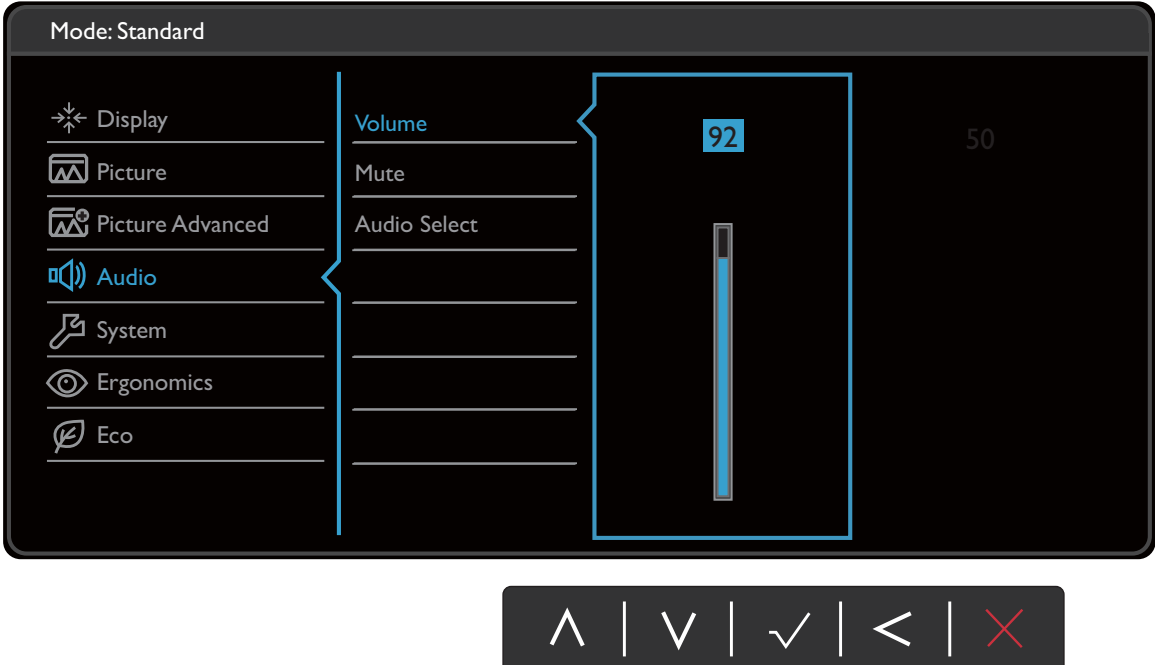 Mode: Standard
Display
Picture
Picture Advanced
Audio
System
Ergonomics
Eco
Volume
Mute
Audio Select
92
50